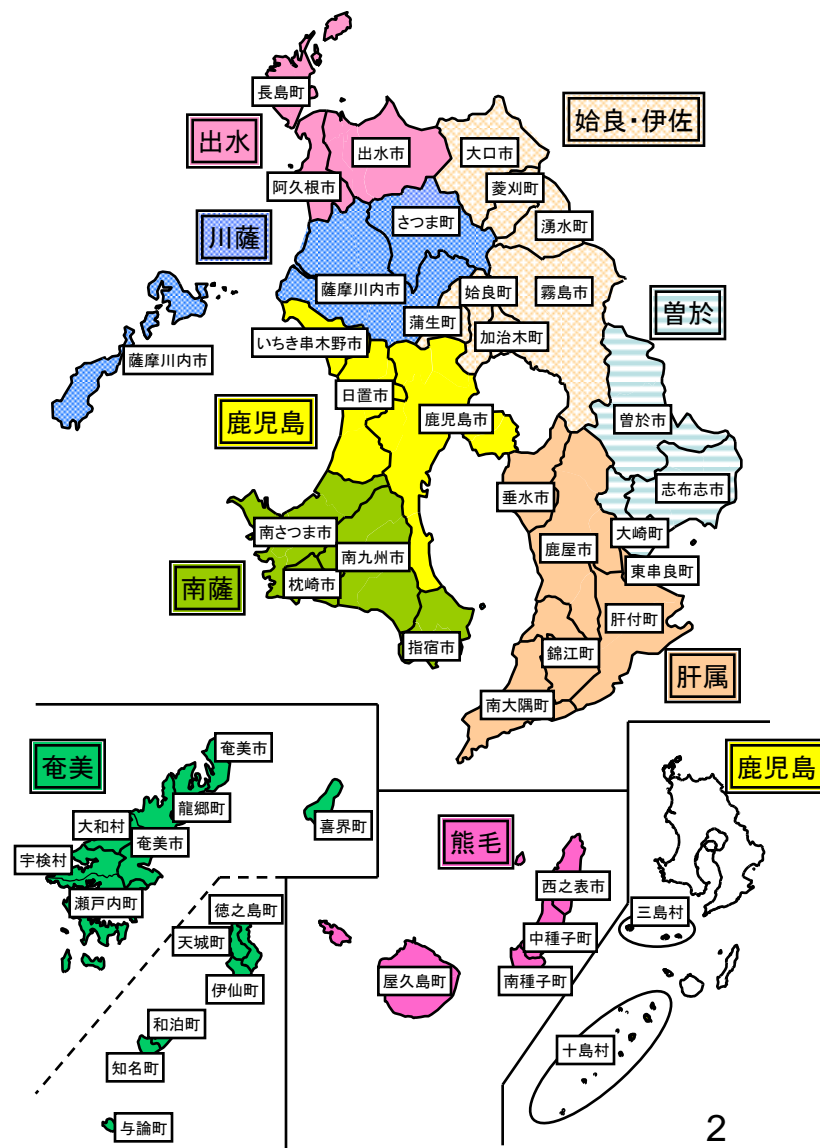 長島町
出水
出水市
阿久根市
始良・伊佐
大口市
菱刈町
湧水町
川薩
さつま町
薩摩川内市
薩摩川内市
始良町
霧島市
蒲生町
加治木町
曽於
いちき串木野市
日置市
鹿児島
鹿児島市
曽於市
志布志市
垂水市
大崎町
鹿屋市
東串良町
南さつま市
南九州市
南薩
枕崎市
指宿市
肝付町
錦江町
肝属
南大隅町
奄美
奄美市
龍郷町
大和村
奄美市
宇検村
瀬戸内町
喜界町
徳之島町
天城町
伊仙町
和泊町
知名町
与論町
熊毛
西之表市
中種子町
南種子町
屋久島町
鹿児島
三島村
十島村
2